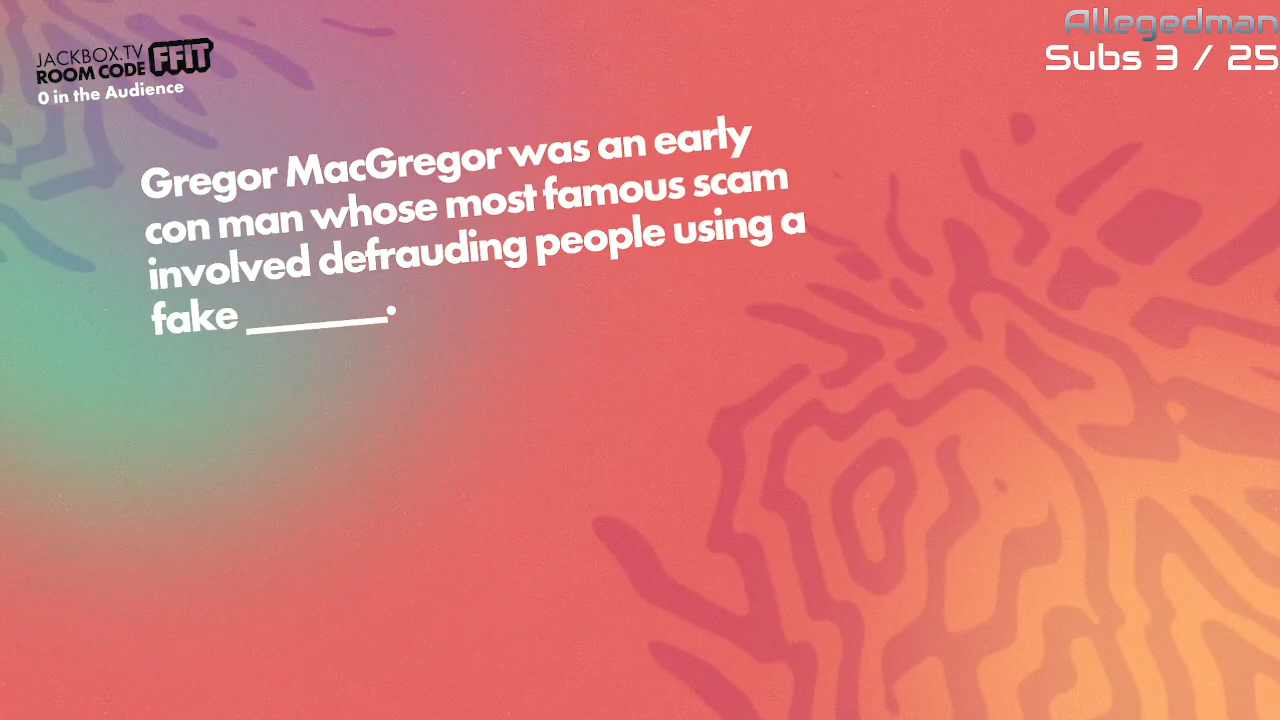 JACKBOX.TV
ROOM CODE FFIT
0 in the Audience
Allegedman
Subs 3 / 25
Gregor MacGregor was an early
con man whose most famous scam
involved defrauding people using a
fake ________.